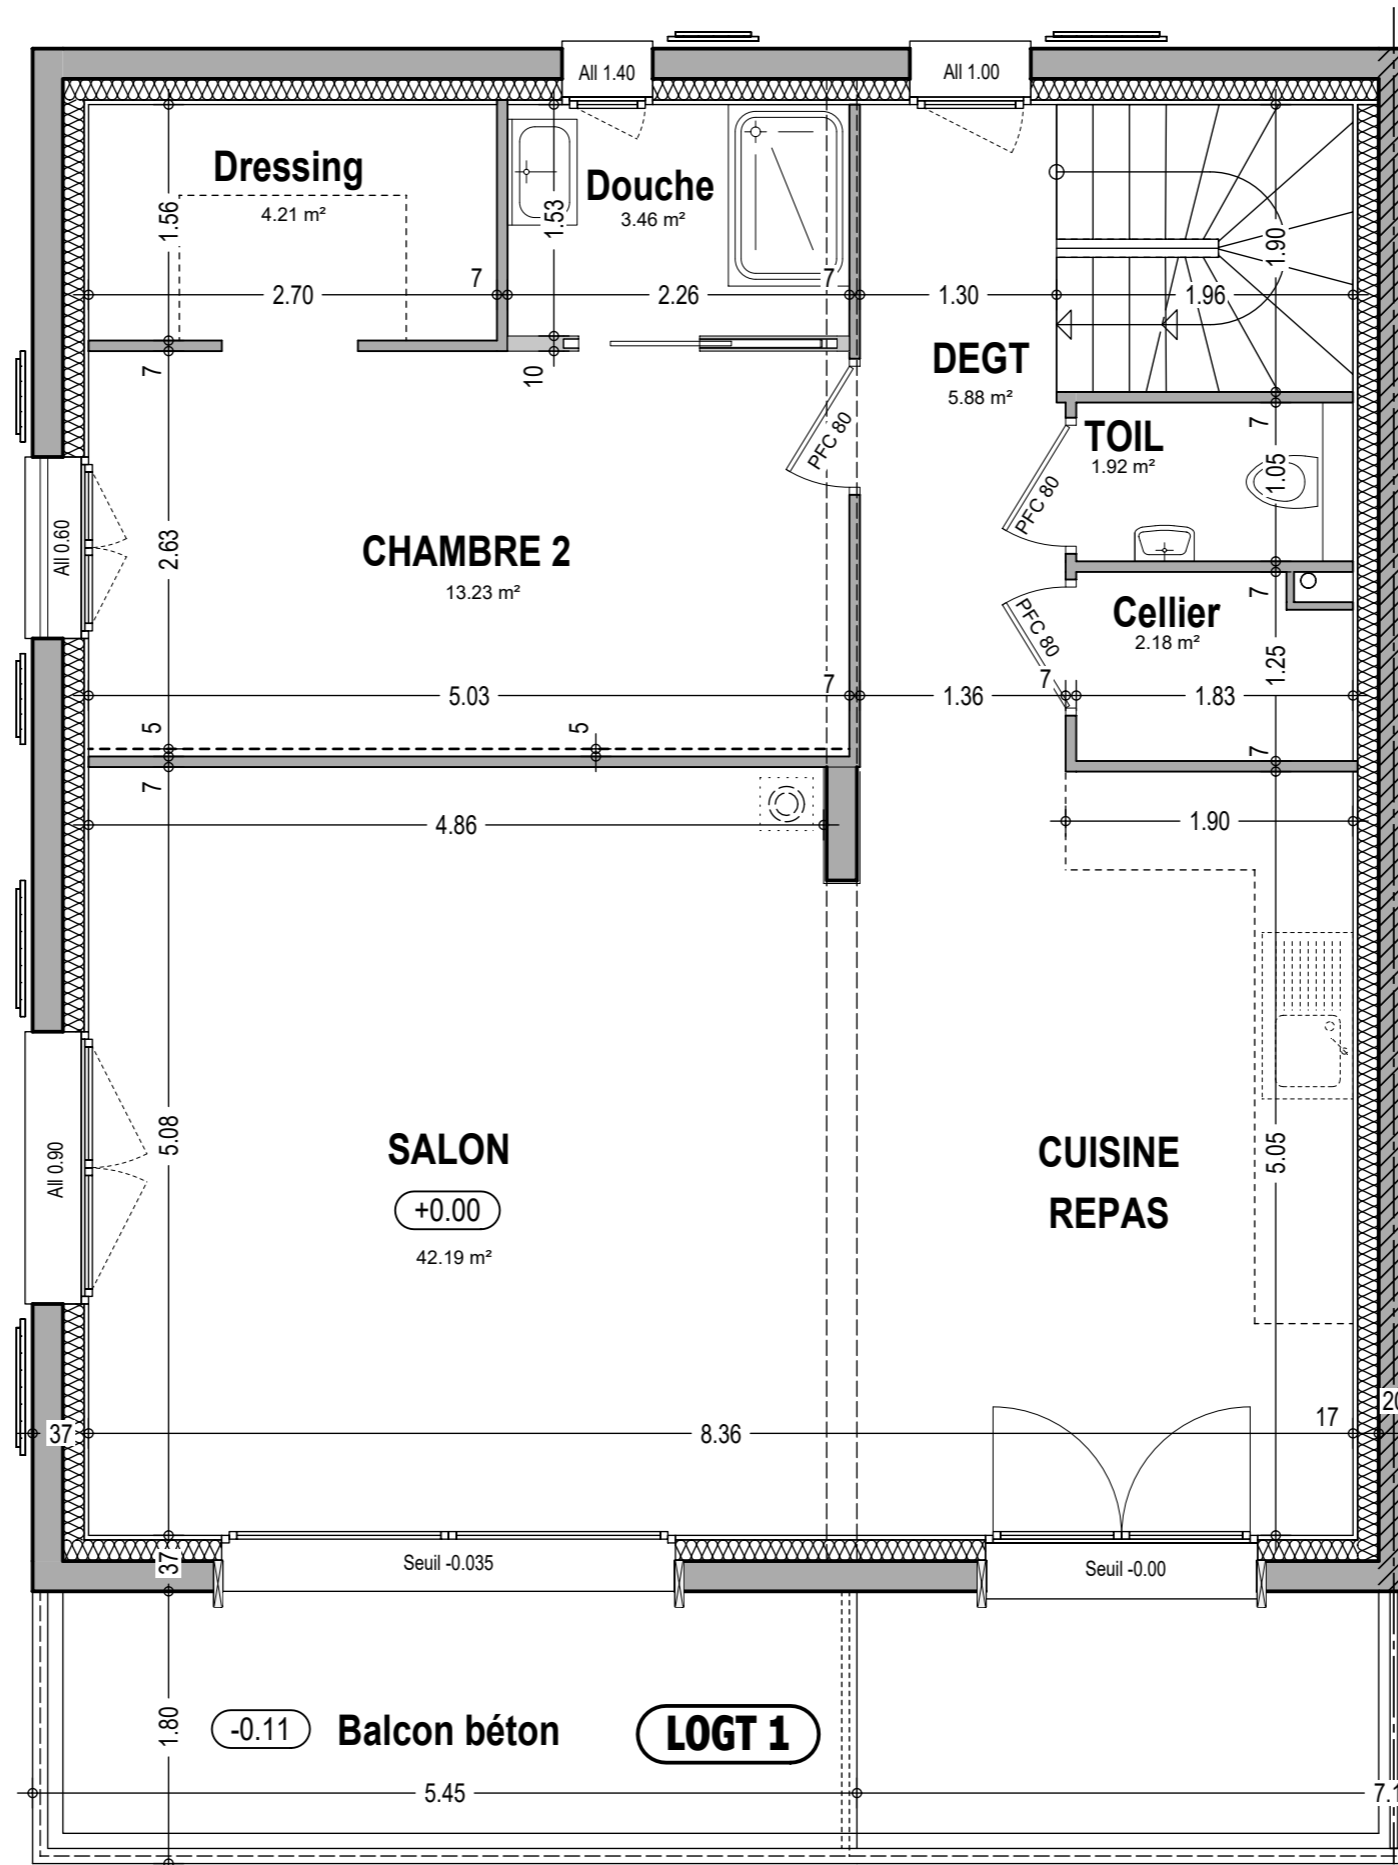 All 1.40
All 1.00
Dressing
4.21 m²
Douche
3.46 m²
1.56
1.53
1.90
7
7
2.70
2.26
1.30
1.96
DEGT
5.88 m²
7
10
7
PFC 80
TOIL
1.92 m²
1.05
PFC 80
All 0.60
2.63
CHAMBRE 2
13.23 m²
7
Cellier
2.18 m²
PFC 80
1.25
5.03
7
1.36
7
1.83
5
5
7
7
4.86
1.90
5.08
All 0.90
SALON
+0.00
42.19 m²
CUISINE
REPAS
5.05
37
8.36
17
37
Seuil -0.035
Seuil -0.00
1.80
-0.11
Balcon béton
LOGT 1
5.45